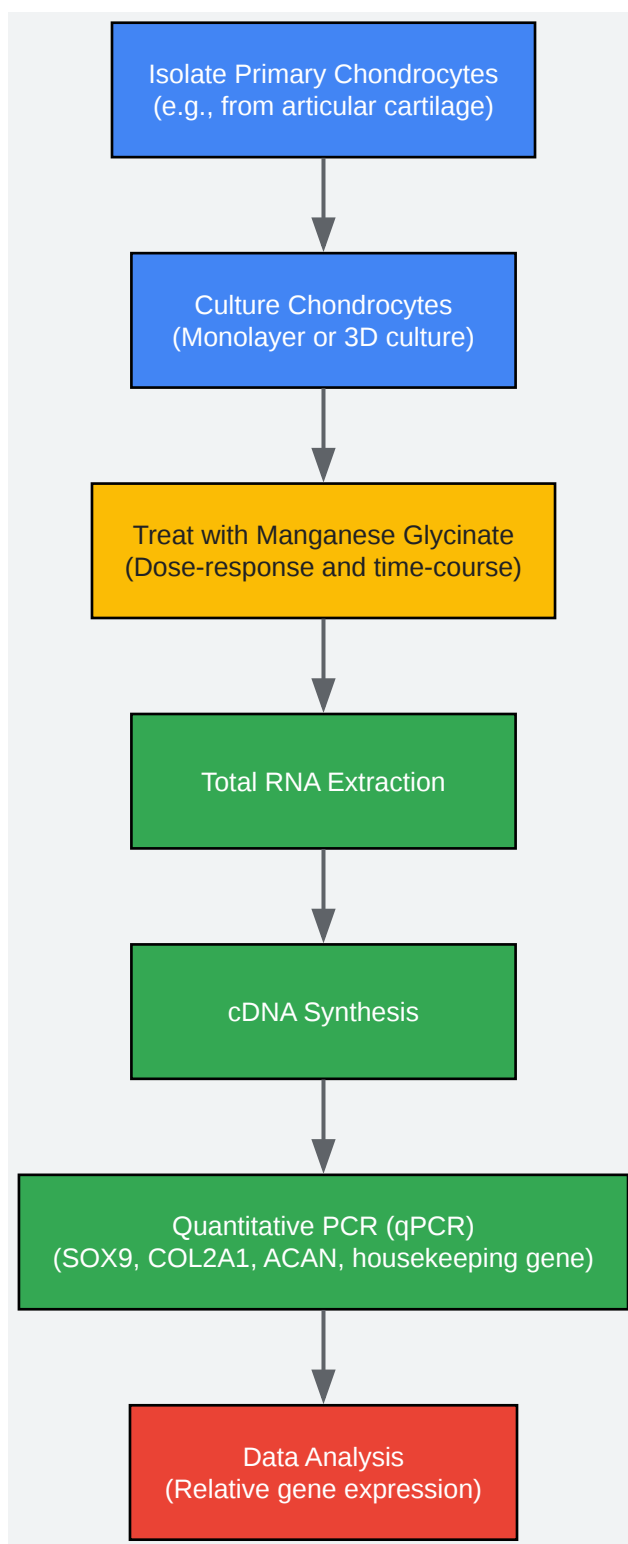 Isolate Primary Chondrocytes
(e.g., from articular cartilage)
Culture Chondrocytes
(Monolayer or 3D culture)
Treat with Manganese Glycinate
(Dose-response and time-course)
Total RNA Extraction
cDNA Synthesis
Quantitative PCR (qPCR)
(SOX9, COL2A1, ACAN, housekeeping gene)
Data Analysis
(Relative gene expression)